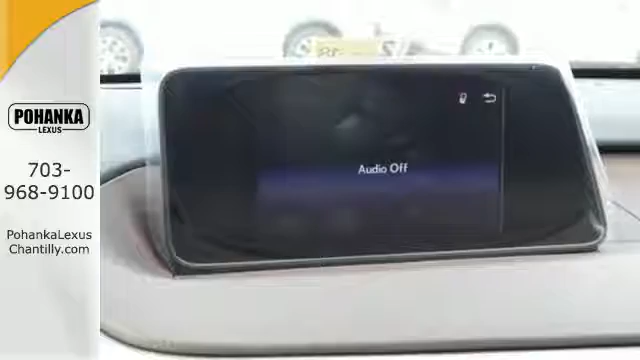 POHANKA
LEXUS
703-
968-9100
PohankaLexus
Chantilly.com
Audio Off